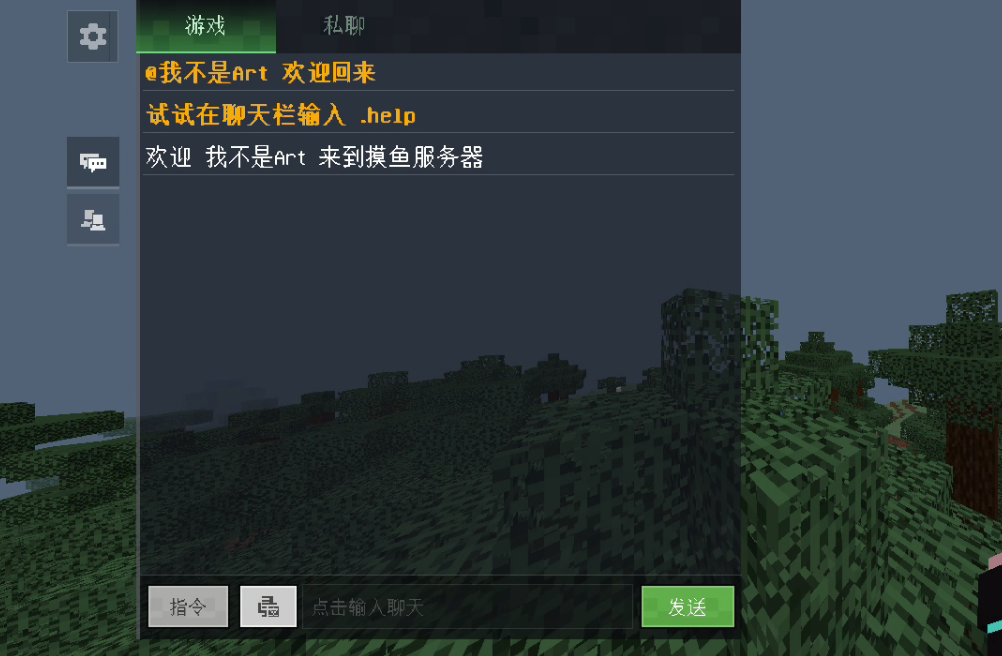 游戏 私聊
@我不是Art 欢迎回来
试试在聊天栏输入 .help
欢迎 我不是Art 来到摸鱼服务器
指令 点击输入聊天 发送